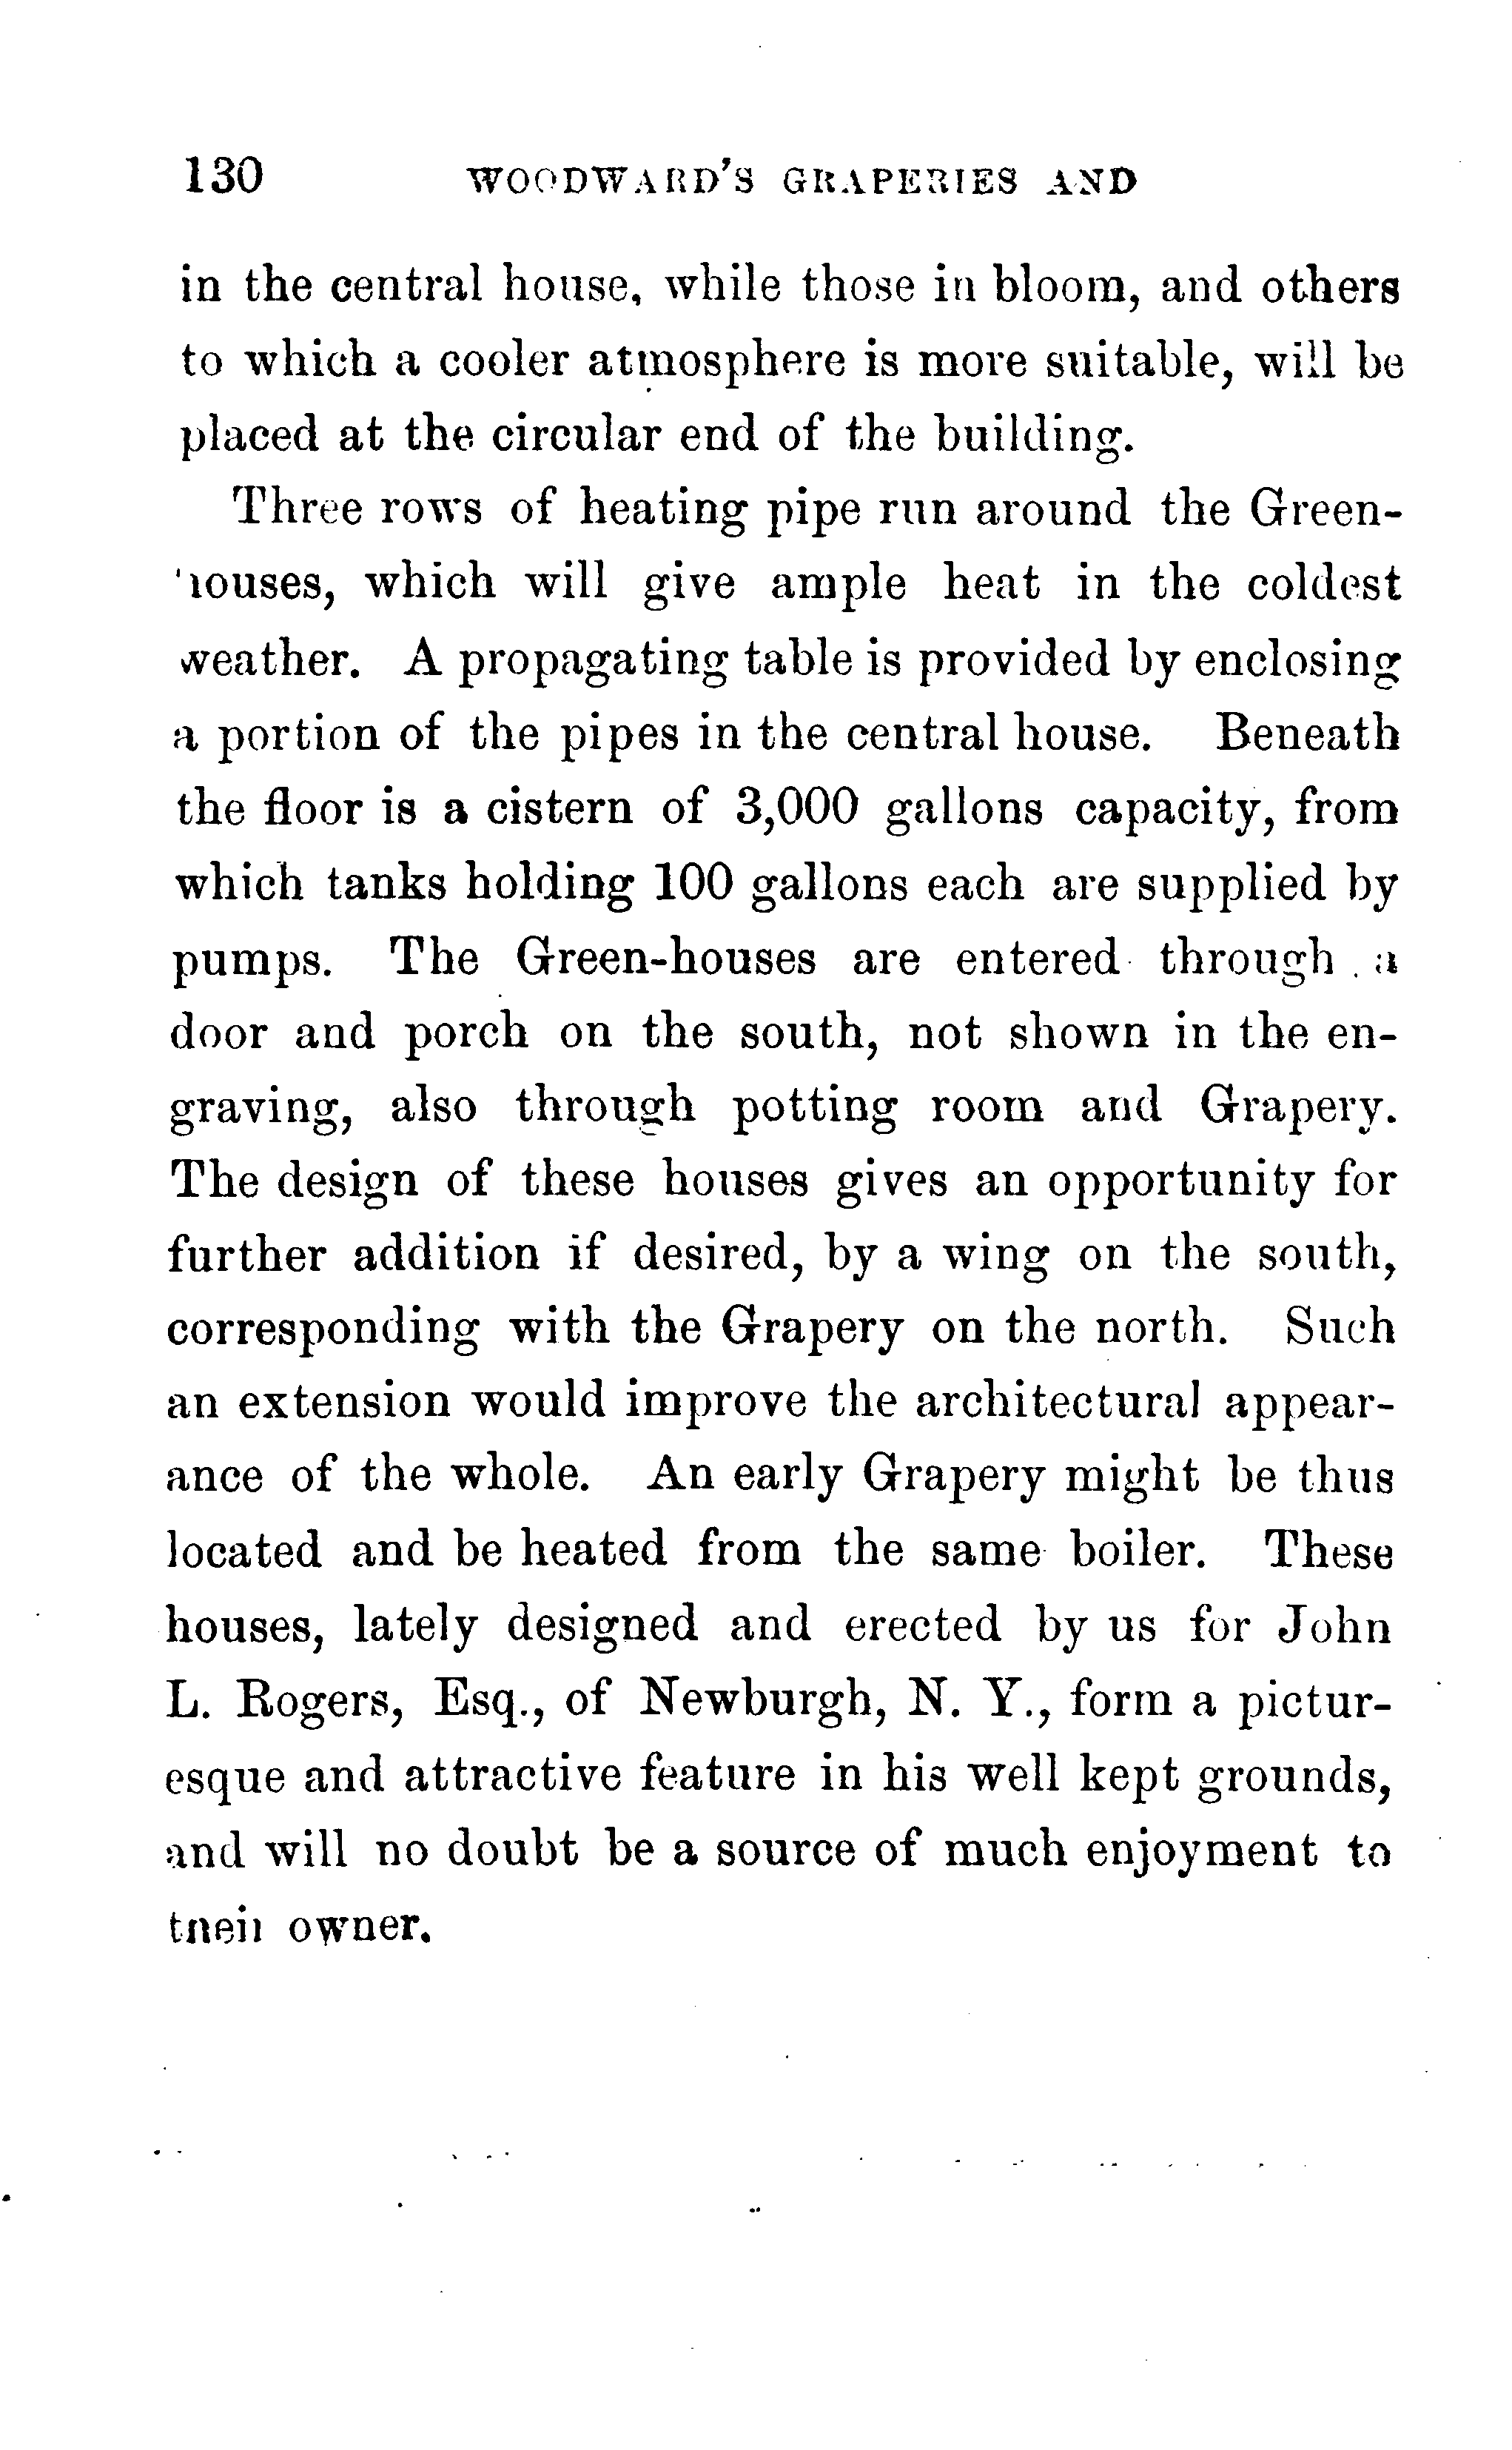 130 WOODWARD'S GRAPERIES AND
in the central house, while those in bloom, and others
to which a cooler atmosphere is more suitable, will be
placed at the circular end of the building.
Three rows of heating pipe run around the Green-
houses, which will give ample heat in the coldest
weather. A propagating table is provided by enclosing
a portion of the pipes in the central house. Beneath
the floor is a cistern of 3,000 gallons capacity, from
which tanks holding 100 gallons each are supplied by
pumps. The Green-houses are entered through a
door and porch on the south, not shown in the en-
graving, also through potting room and Grapery.
The design of these houses gives an opportunity for
further addition if desired, by a wing on the south,
corresponding with the Grapery on the north. Such
an extension would improve the architectural appear-
ance of the whole. An early Grapery might be thus
located and be heated from the same boiler. These
houses, lately designed and erected by us for John
L. Rogers, Esq., of Newburgh, N. Y., form a pictur-
esque and attractive feature in his well kept grounds,
and will no doubt be a source of much enjoyment to
their owner.